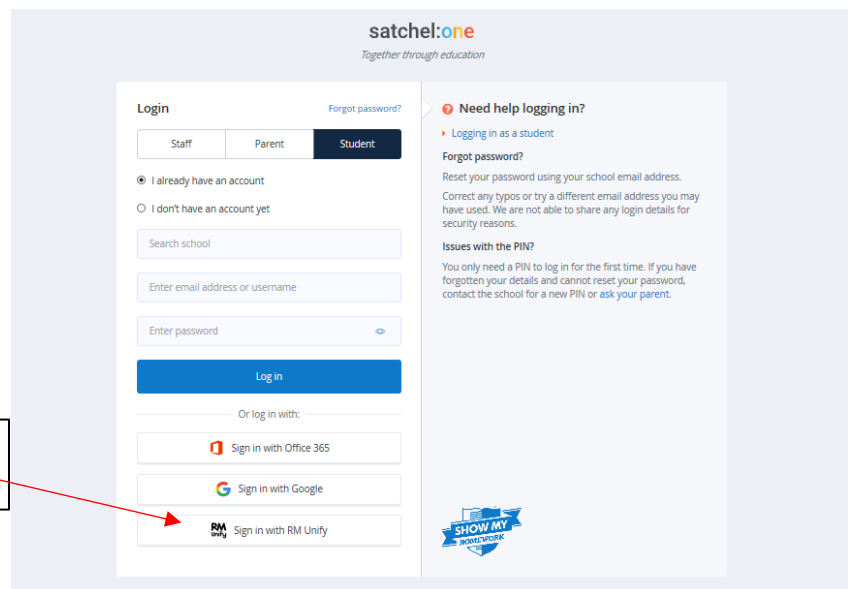 satchel:one
Together through education
Login
Forgot password?
Staff
Parent
Student
I already have an account
I don't have an account yet
Search school
Enter email address or username
Enter password
Log in
Or log in with:
Sign in with Office 365
Sign in with Google
RM
Unify
Sign in with RM Unify
Need help logging in?
Logging in as a student
Forgot password?
Reset your password using your school email address.
Correct any typos or try a different email address you may
have used. We are not able to share any login details for
security reasons.
Issues with the PIN?
You only need a PIN to log in for the first time. If you have
forgotten your details and cannot reset your password,
contact the school for a new PIN or ask your parent.
SHOW MY
HOMEWORK